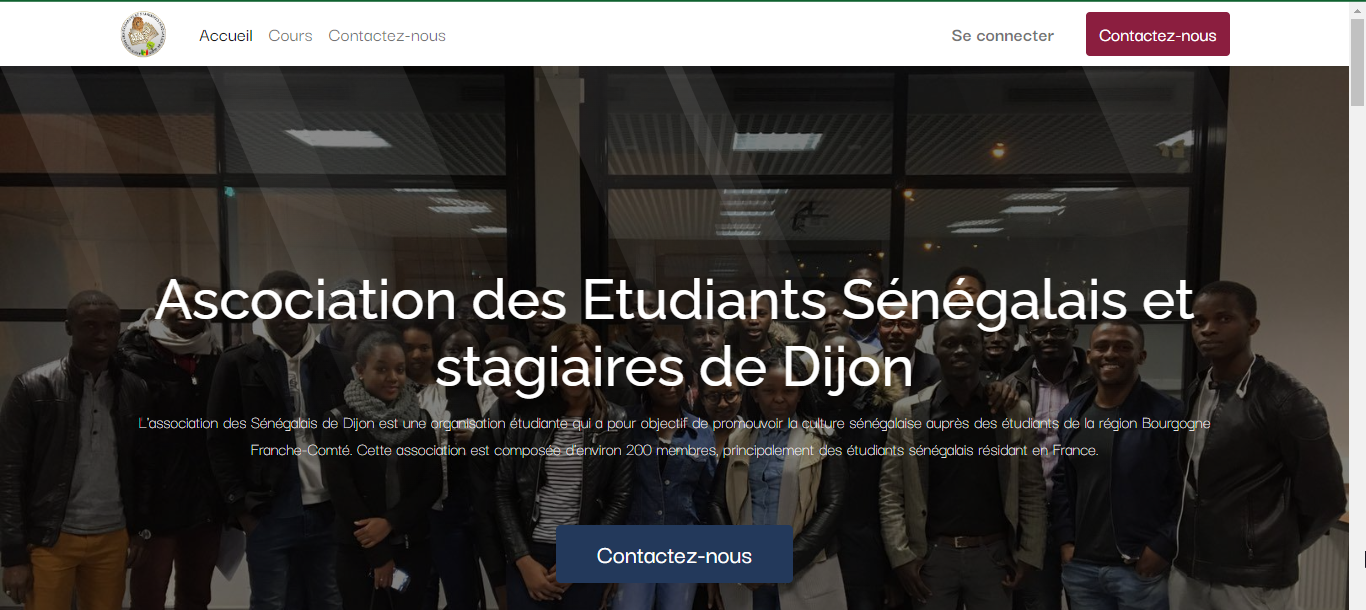 Accueil Cours Contactez-nous Se connecter Contactez-nous
Ascociation des Etudiants Sénégalais et
stagiaires de Dijon
L'association des Sénégalais de Dijon est une organisation étudiante qui a pour objectif de promouvoir la culture sénégalaise auprès des étudiants de la région Bourgogne
Franche-Comté. Cette association est composée d'environ 200 membres, principalement des étudiants sénégalais résidant en France.
Contactez-nous